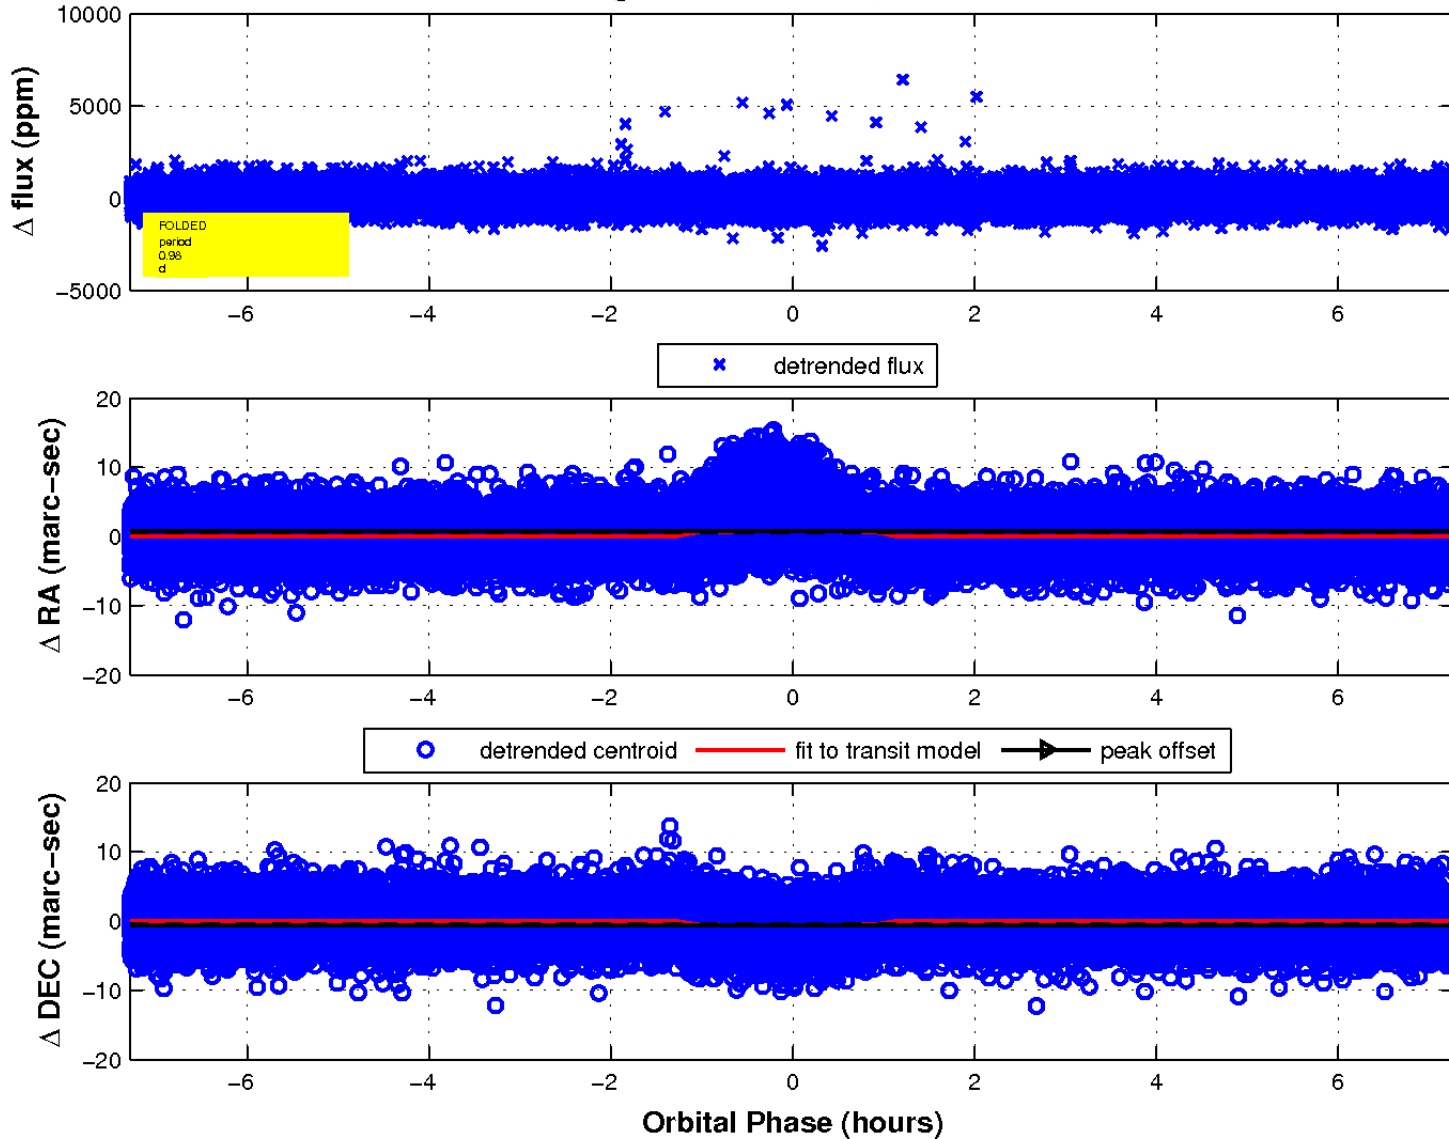 10000
5000
0
−5000
Δ flux (ppm)
FOLDED
period
0.98
d
−6 −4 −2 0 2 4 6
detrended flux
20
10
0
−10
−20
Δ RA (marc−sec)
−6 −4 −2 0 2 4 6
detrended centroid fit to transit model peak offset
20
10
0
−10
−20
Δ DEC (marc−sec)
−6 −4 −2 0 2 4 6
Orbital Phase (hours)